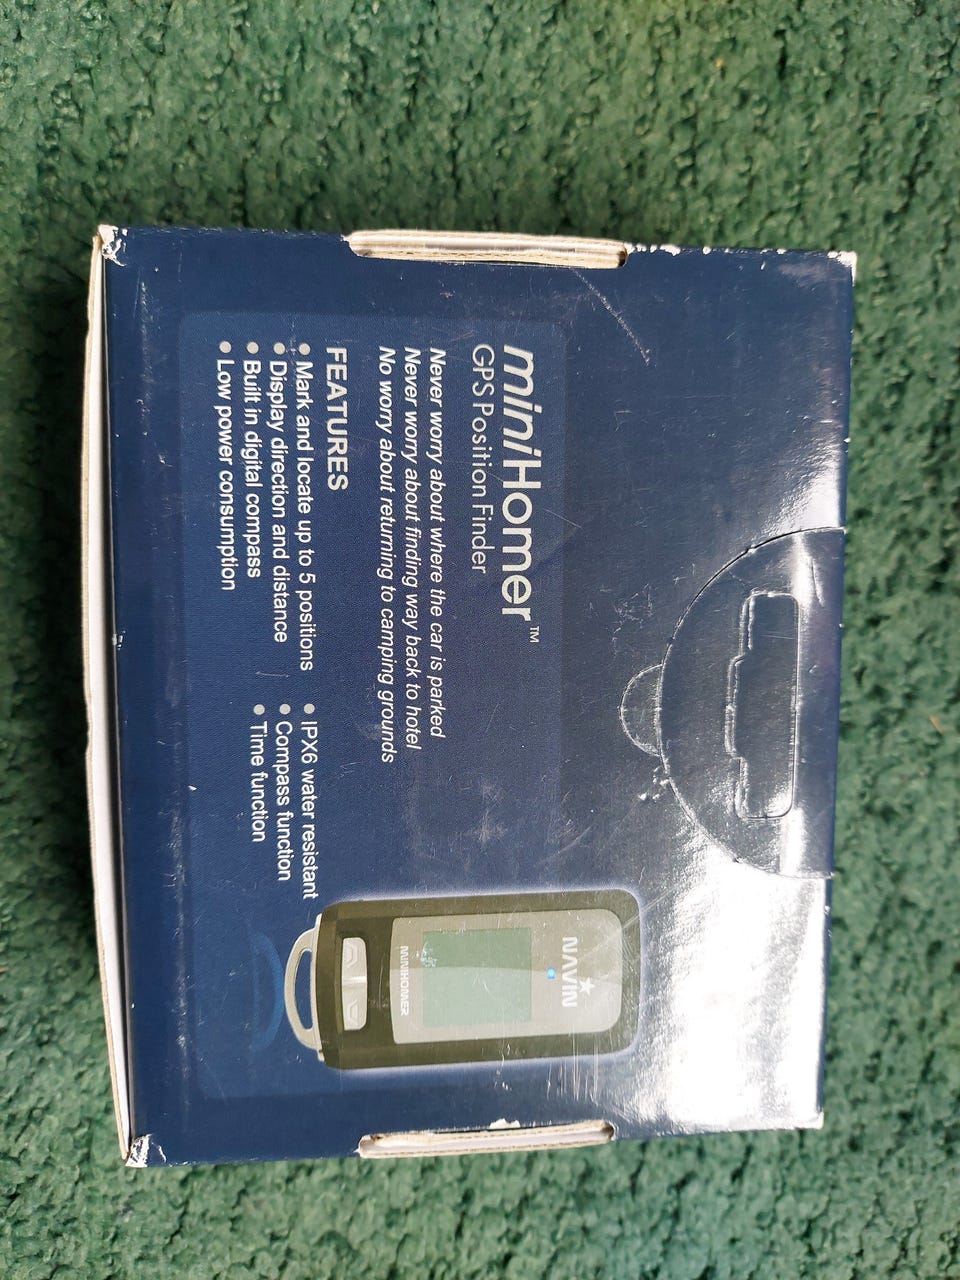 miniHomer™
GPS Position Finder
Never worry about where the car is parked
Never worry about finding way back to hotel
No worry about returning to camping grounds
FEATURES
• Mark and locate up to 5 positions
• Display direction and distance
• Built in digital compass
• Low power consumption
• IPX6 water resistant
• Compass function
• Time function
NAVIN
MINIHOMER